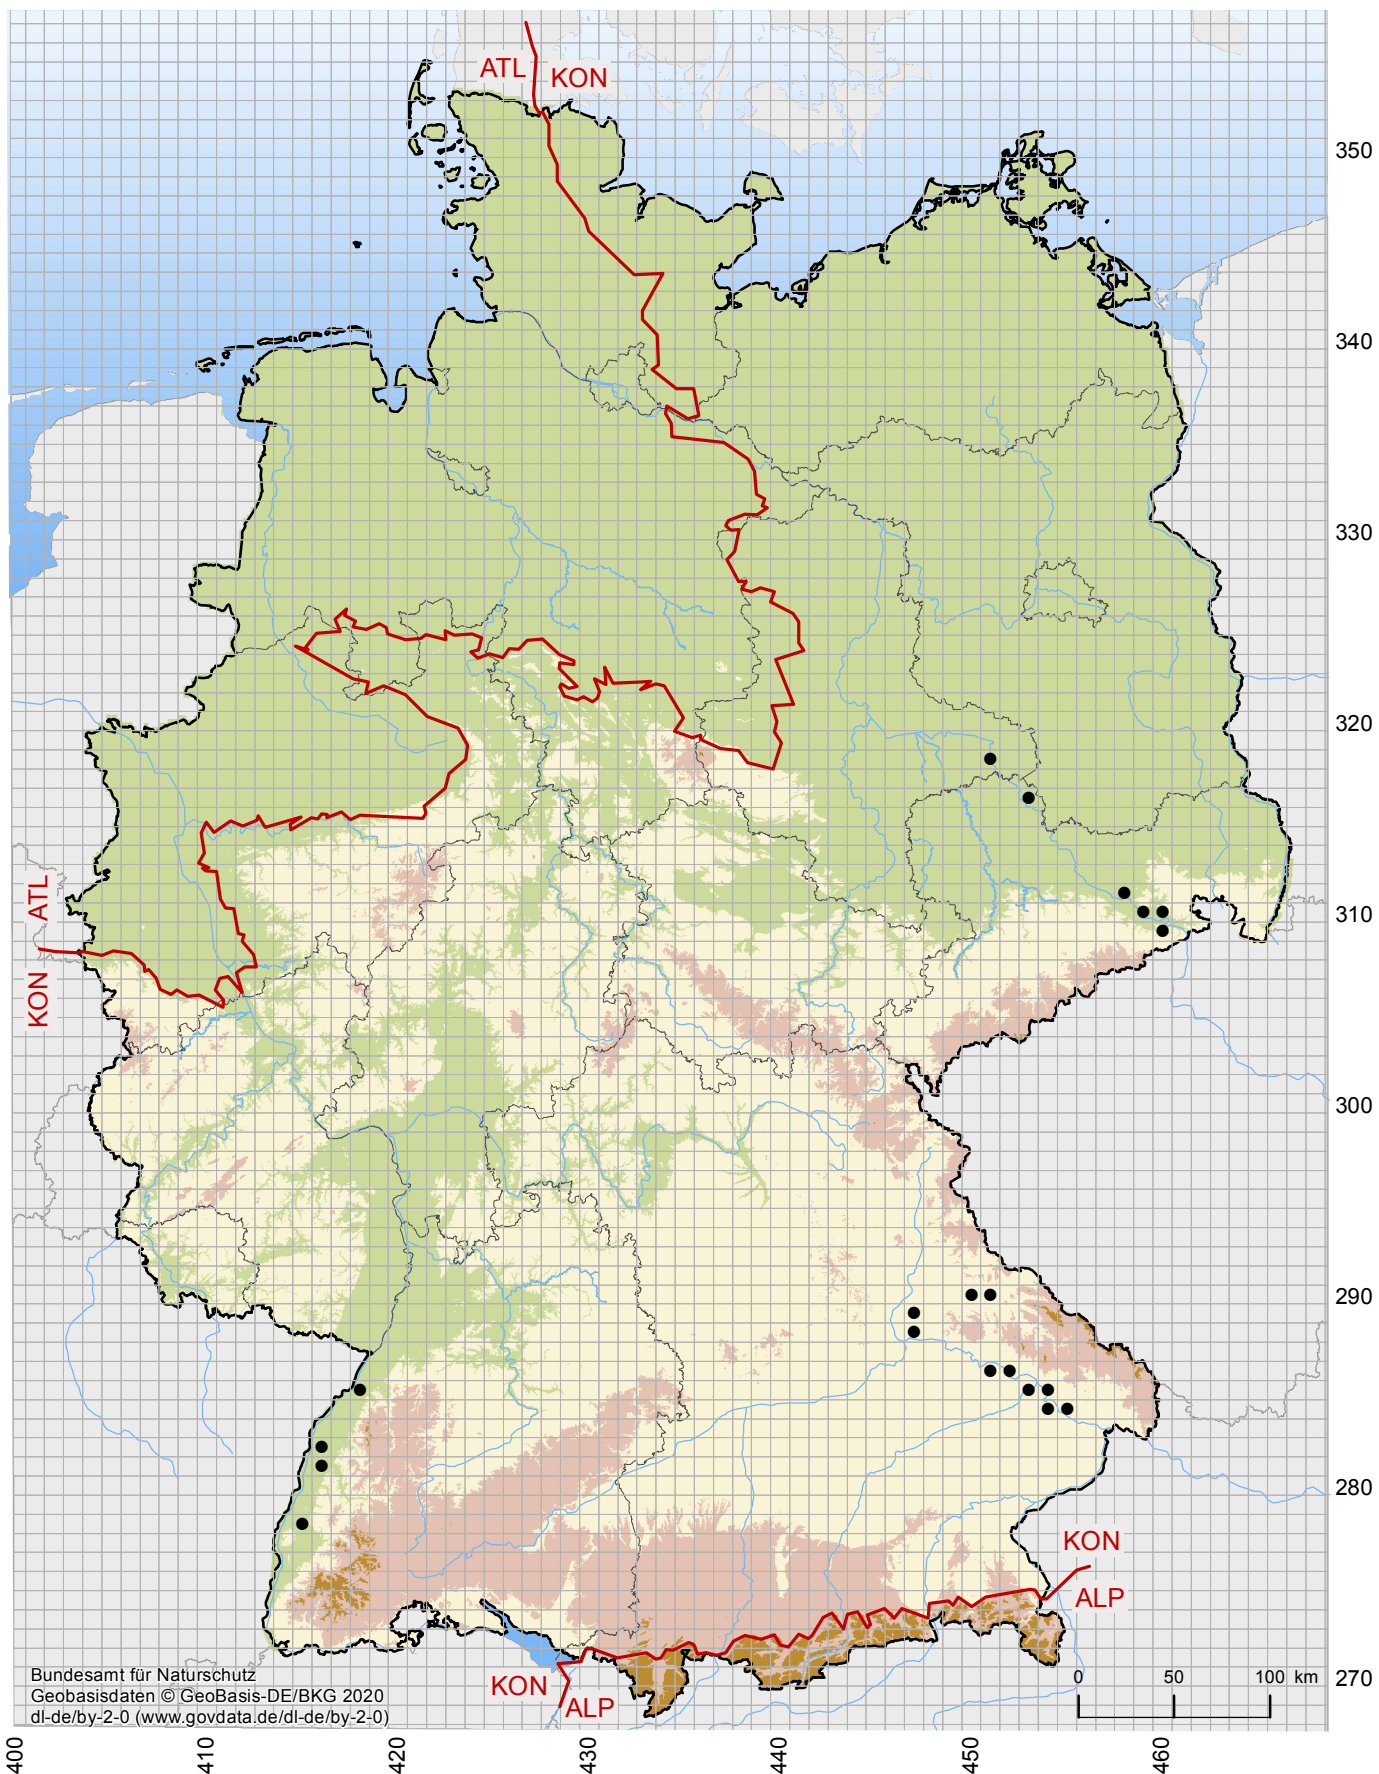 ATL KON
350
340
330
320
310
300
290
280
270
ATL
KON
KON
ALP
KON
ALP
0 50 100 km
Bundesamt für Naturschutz
Geobasisdaten © GeoBasis-DE/BKG 2020
dl-de/by-2-0 (www.govdata.de/dl-de/by-2-0)
400 410 420 430 440 450 460